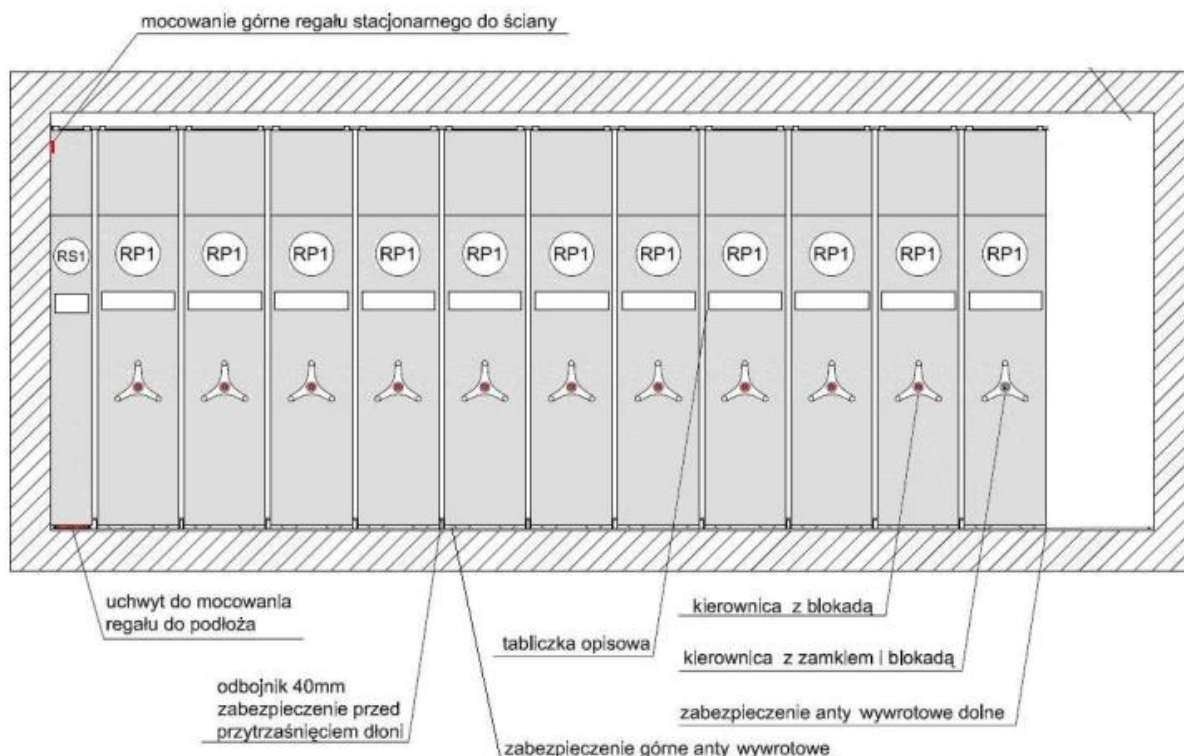 mocowanie górne regału stacjonarnego do ściany
RS1 RP1 RP1 RP1 RP1 RP1 RP1 RP1 RP1 RP1 RP1 RP1
uchwyt do mocowania
regału do podłoża
kierownica z blokadą
tabliczka opisowa
kierownica z zamkiem i blokadą
odbojnik 40mm
zabezpieczenie przed
przytrzaśnięciem dłoni
zabezpieczenie anty wywrotowe dolne
zabezpieczenie górne anty wywrotowe